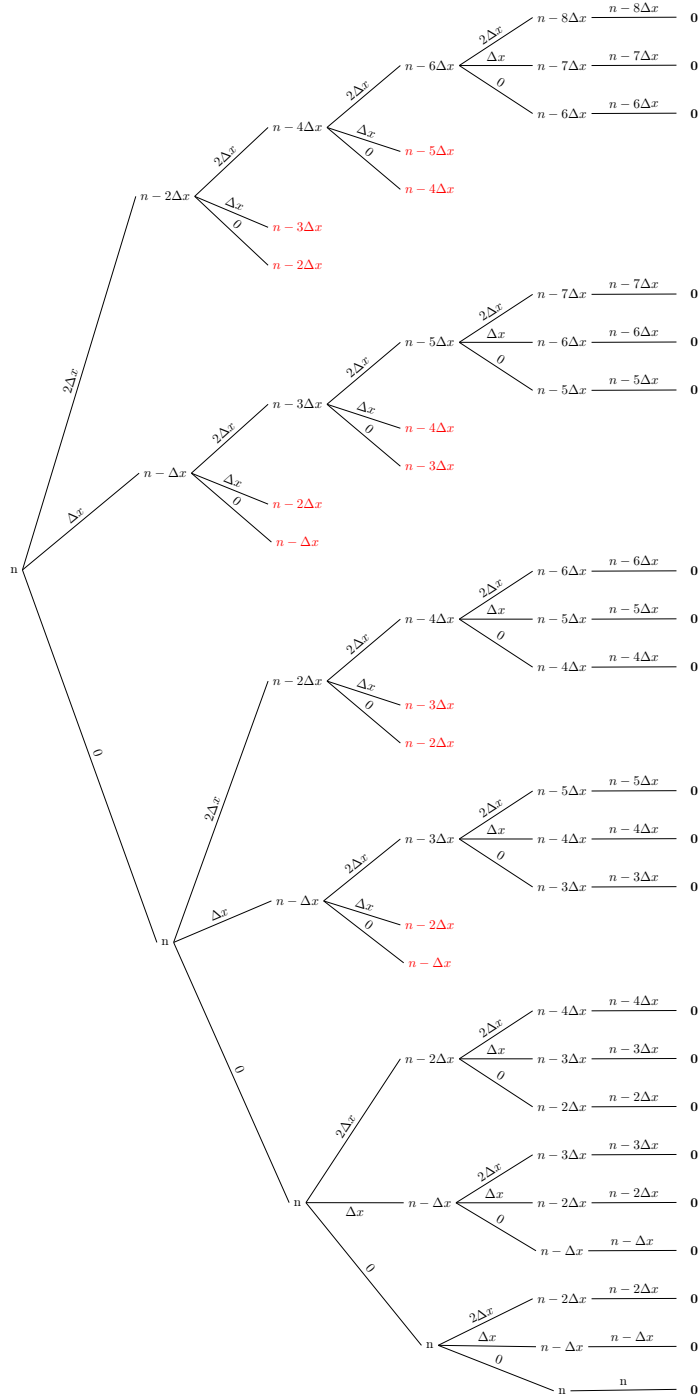 2Δx n − 8Δx n − 8Δx 0
n − 6Δx Δx n − 7Δx n − 7Δx 0
2Δx 0 n − 6Δx n − 6Δx 0
n − 4Δx Δx n − 5Δx
2Δx 0 n − 4Δx
n − 2Δx Δx n − 3Δx
0 n − 2Δx
2Δx n − 7Δx n − 7Δx 0
n − 5Δx Δx n − 6Δx n − 6Δx 0
2Δx 0 n − 5Δx n − 5Δx 0
2Δx
n − 3Δx Δx n − 4Δx
2Δx 0 n − 3Δx
n − Δx Δx n − 2Δx
Δx 0 n − Δx
n
2Δx n − 6Δx n − 6Δx 0
n − 4Δx Δx n − 5Δx n − 5Δx 0
2Δx 0 n − 4Δx n − 4Δx 0
n − 2Δx Δx n − 3Δx
0 n − 2Δx
0
2Δx
2Δx n − 5Δx n − 5Δx 0
n − 3Δx Δx n − 4Δx n − 4Δx 0
2Δx 0 n − 3Δx n − 3Δx 0
Δx n − Δx Δx n − 2Δx
n 0 n − Δx
2Δx n − 4Δx n − 4Δx 0
0 n − 2Δx Δx n − 3Δx n − 3Δx 0
2Δx 0 n − 2Δx n − 2Δx 0
2Δx n − 3Δx n − 3Δx 0
n Δx n − Δx Δx n − 2Δx n − 2Δx 0
0 n − Δx n − Δx 0
0
2Δx n − 2Δx n − 2Δx 0
n Δx n − Δx n − Δx 0
0 n n 0